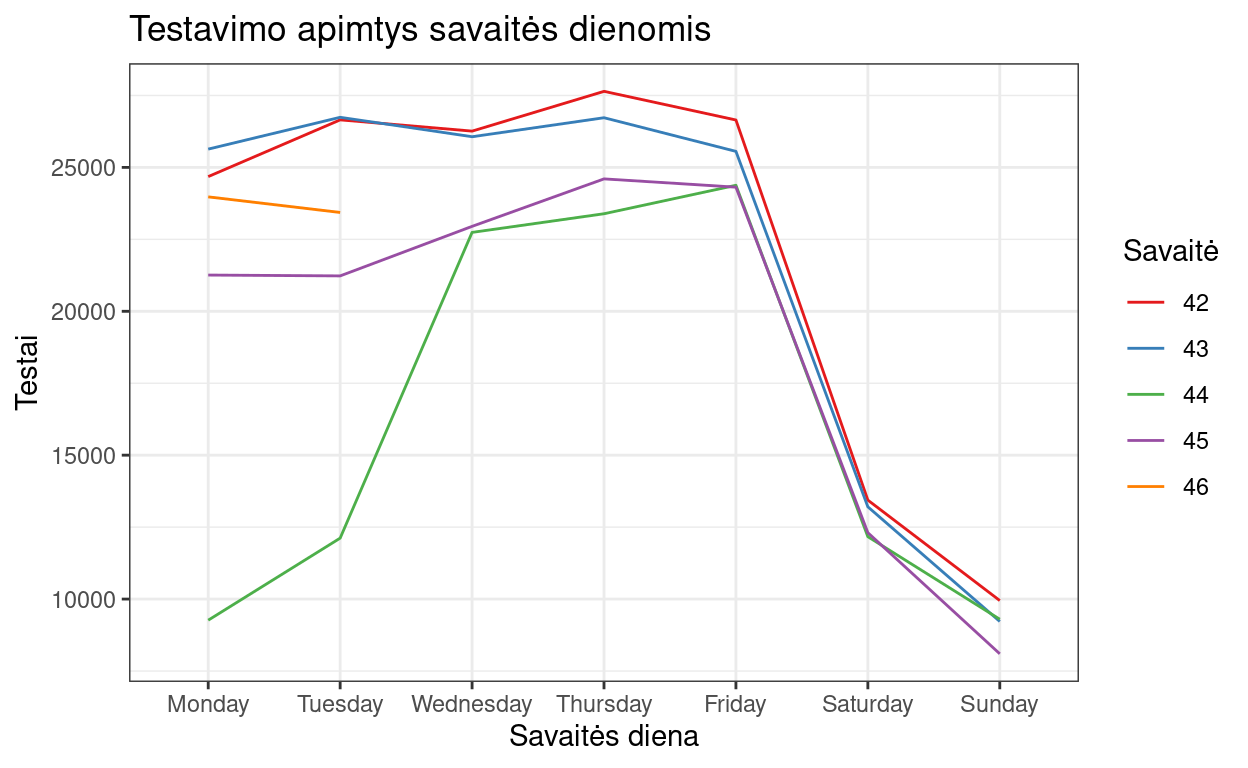 Testavimo apimtys savaitės dienomis
Testai
25000
20000
15000
10000
Monday Tuesday Wednesday Thursday Friday Saturday Sunday
Savaitės diena
Savaitė
42
43
44
45
46